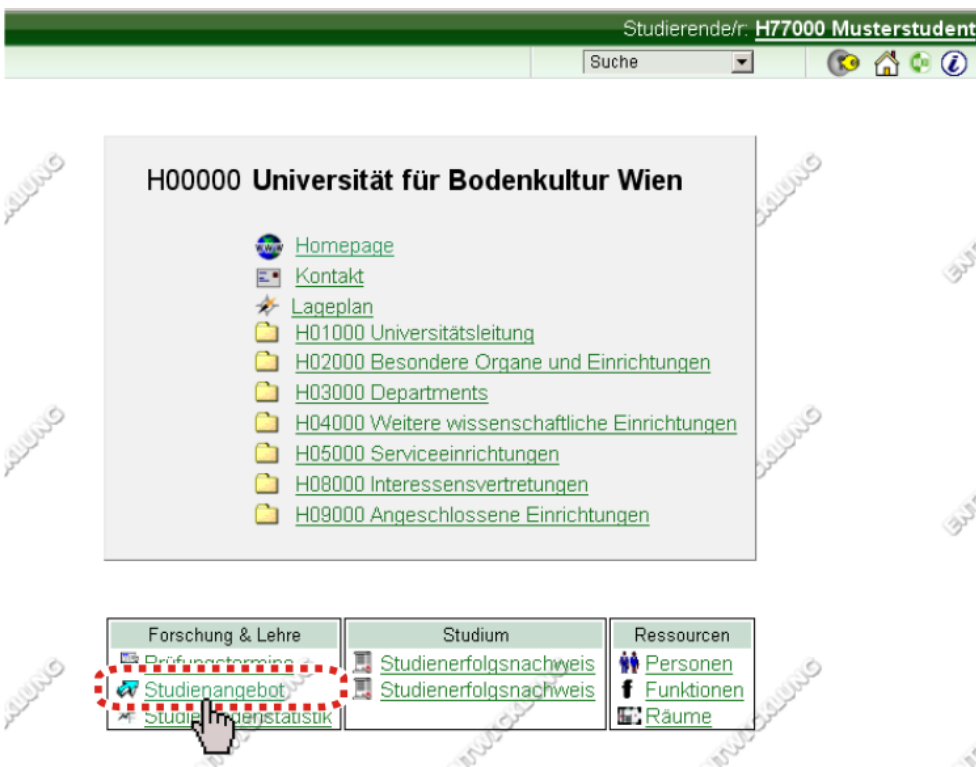 Studierende/r: H77000 Musterstudent
Suche
H00000 Universität für Bodenkultur Wien
Homepage
Kontakt
Lageplan
H01000 Universitätsleitung
H02000 Besondere Organe und Einrichtungen
H03000 Departments
H04000 Weitere wissenschaftliche Einrichtungen
H05000 Serviceeinrichtungen
H08000 Interessensvertretungen
H09000 Angeschlossene Einrichtungen
Forschung & Lehre
Prüfungstermine
Studienangebot
Studium
Studienerfolgsnachweis
Studienerfolgsnachweis
Ressourcen
Personen
Funktionen
Räume